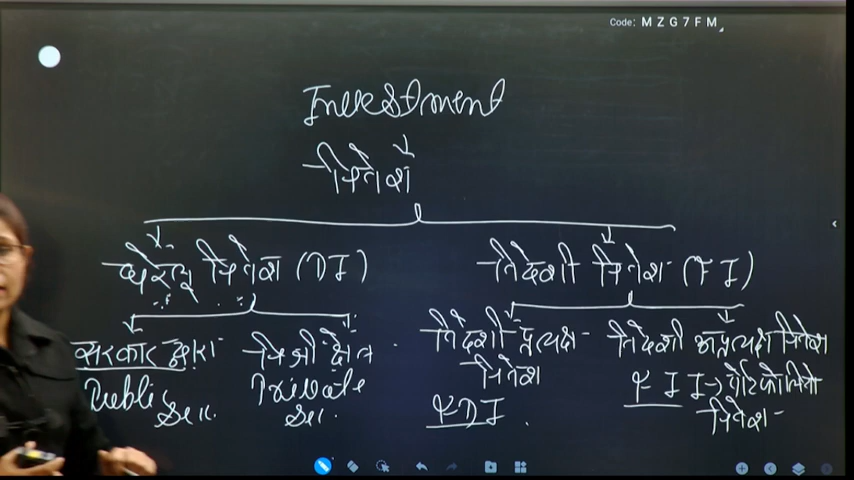 Code: M Z G 7 F M
Investment
निवेश
घरेलू निवेश (DI)
विदेशी निवेश (FI)
सरकार द्वारा
Public
Sec.
निजी क्षेत्र
Private
Sec.
विदेशी प्रत्यक्ष
निवेश
FDI
विदेशी अप्रत्यक्ष निवेश
FII → पोर्टफोलियो
निवेश